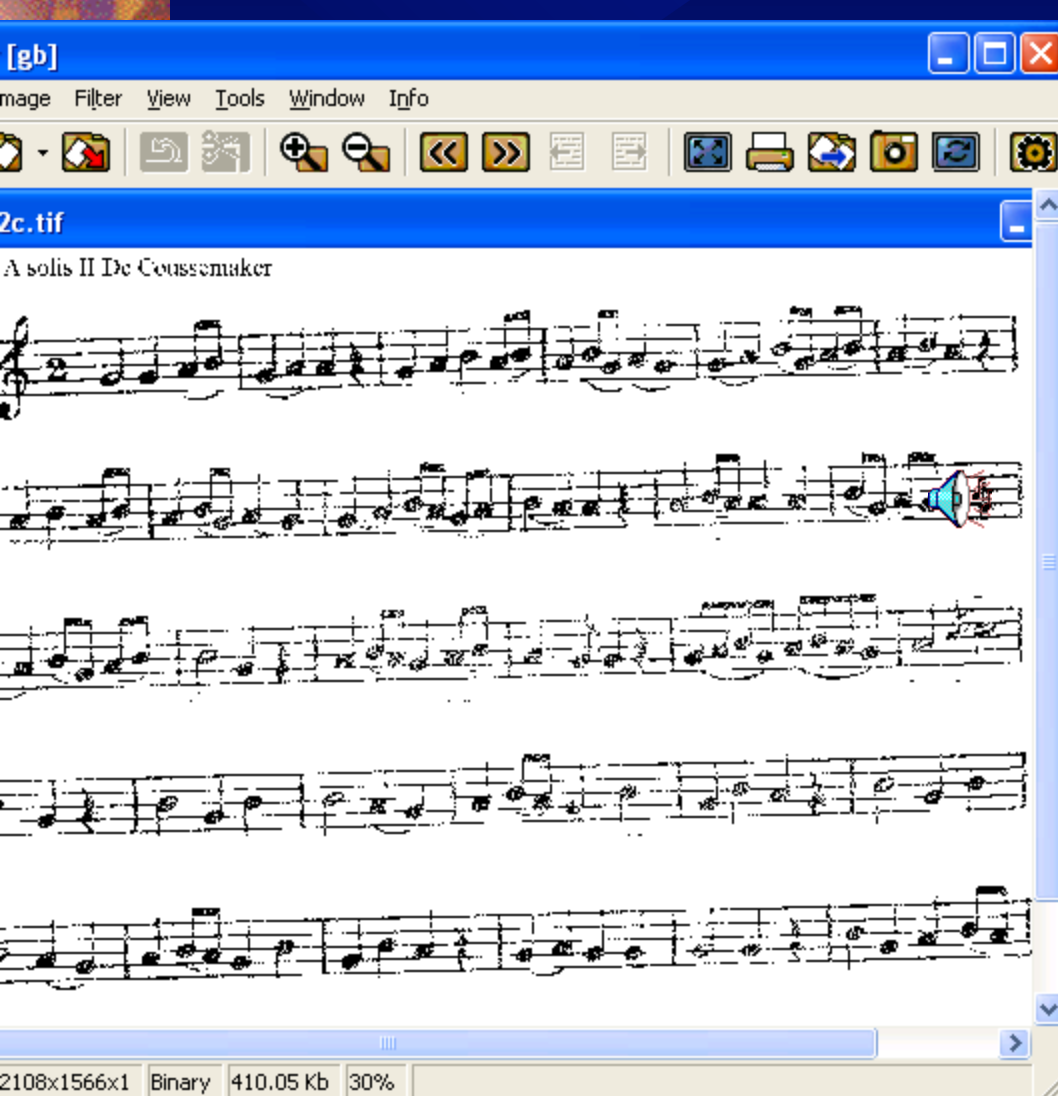 [gb]
mage Filter View Tools Window Info
2c.tif
A solis II De Coussemaker
2
2108x1566x1 Binary 410.05 Kb 30%